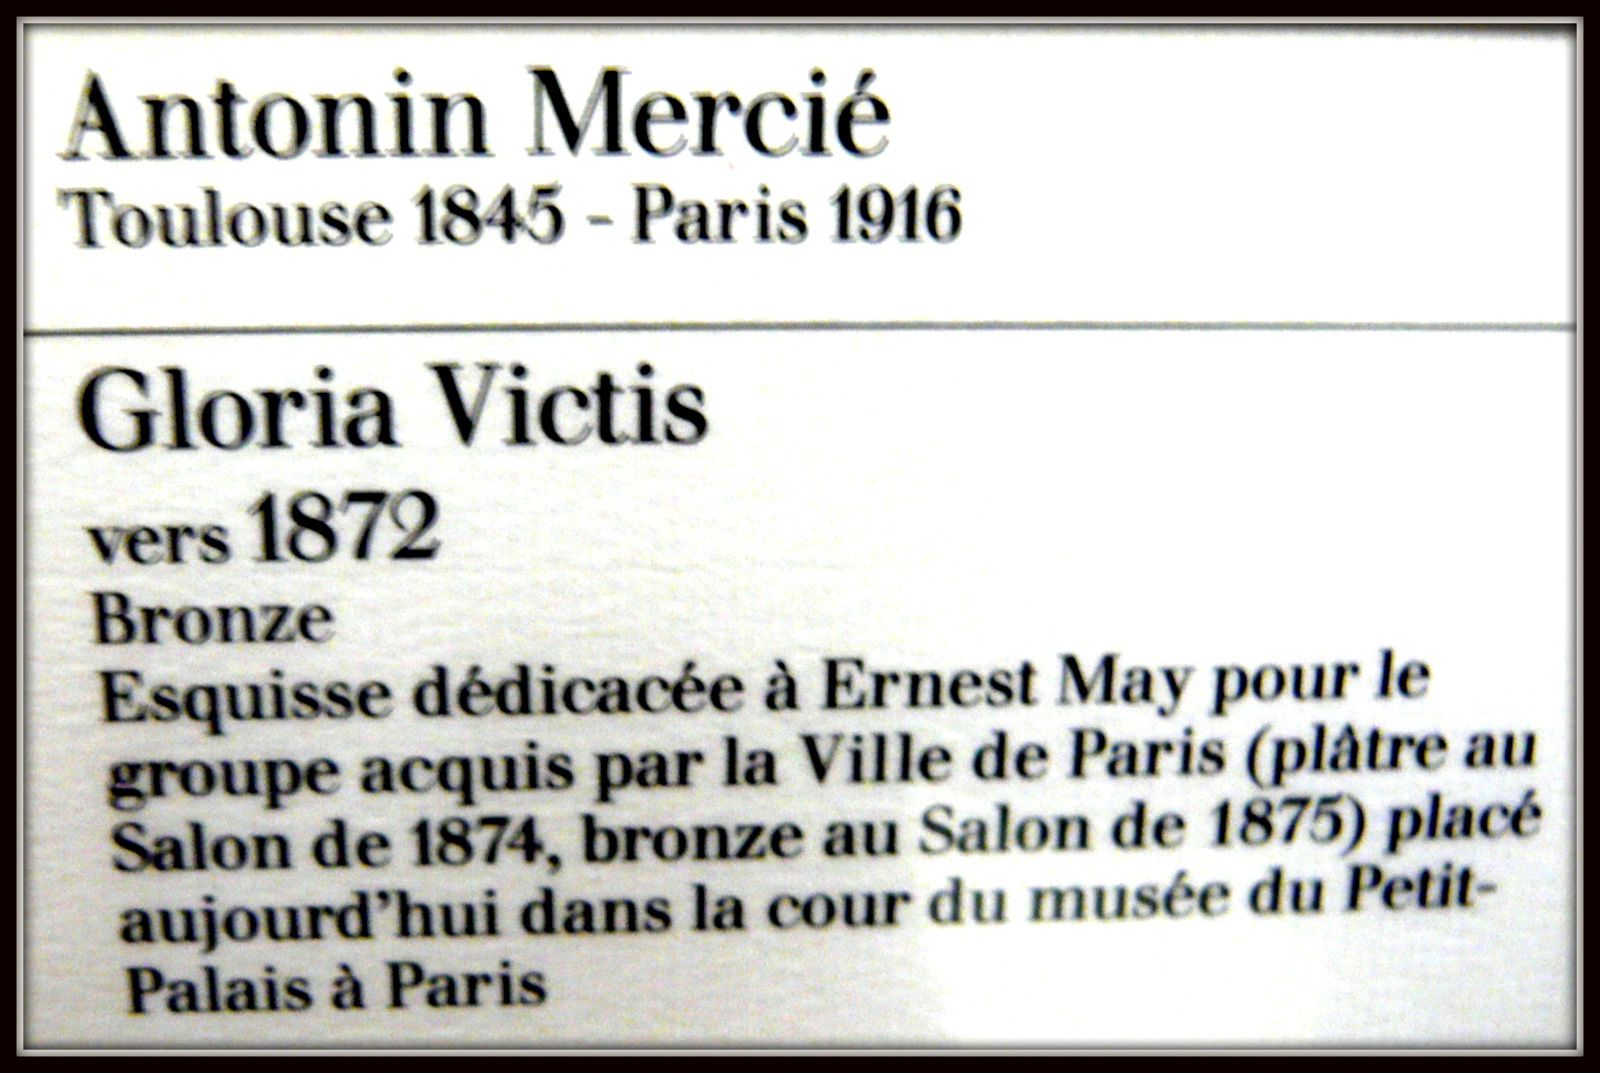 Antonin Mercié
Toulouse 1845 - Paris 1916
Gloria Victis
vers 1872
Bronze
Esquisse dédicacée à Ernest May pour le
groupe acquis par la Ville de Paris (plâtre au
Salon de 1874, bronze au Salon de 1875) placé
aujourd'hui dans la cour du musée du Petit-
Palais à Paris